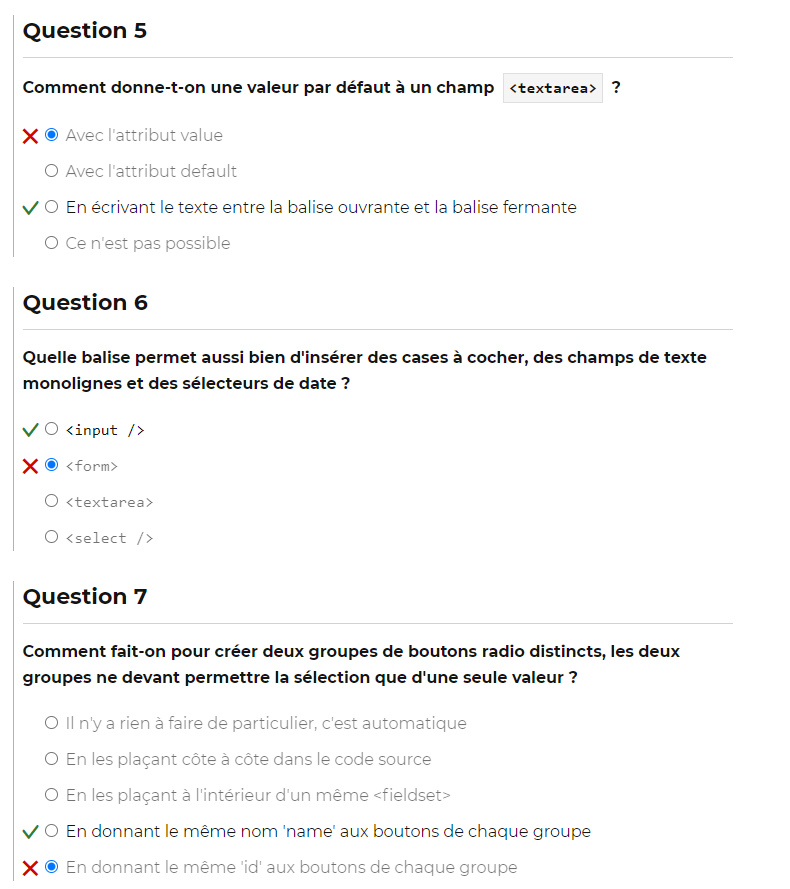 Question 5
Comment donne-t-on une valeur par défaut à un champ <textarea> ?
Avec l'attribut value
Avec l'attribut default
En écrivant le texte entre la balise ouvrante et la balise fermante
Ce n'est pas possible
Question 6
Quelle balise permet aussi bien d'insérer des cases à cocher, des champs de texte
monolignes et des sélecteurs de date ?
<input />
<form>
<textarea>
<select />
Question 7
Comment fait-on pour créer deux groupes de boutons radio distincts, les deux
groupes ne devant permettre la sélection que d'une seule valeur ?
Il n'y a rien à faire de particulier, c'est automatique
En les plaçant côte à côte dans le code source
En les plaçant à l'intérieur d'un même <fieldset>
En donnant le même nom 'name' aux boutons de chaque groupe
En donnant le même 'id' aux boutons de chaque groupe